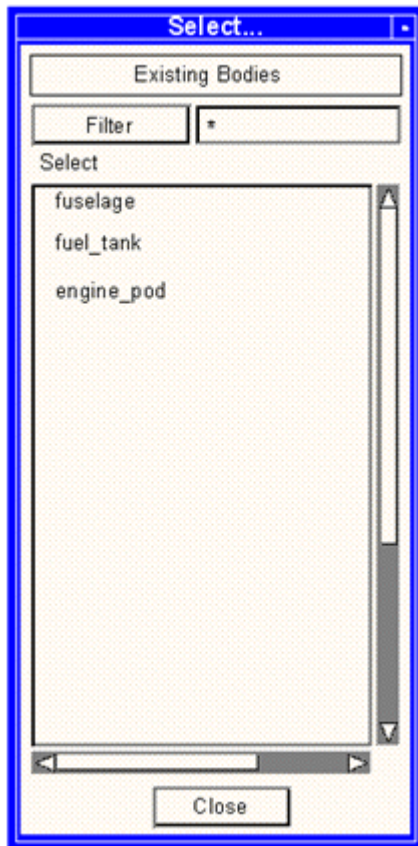 Select...
Existing Bodies
Filter *
Select
fuselage
fuel_tank
engine_pod
Close